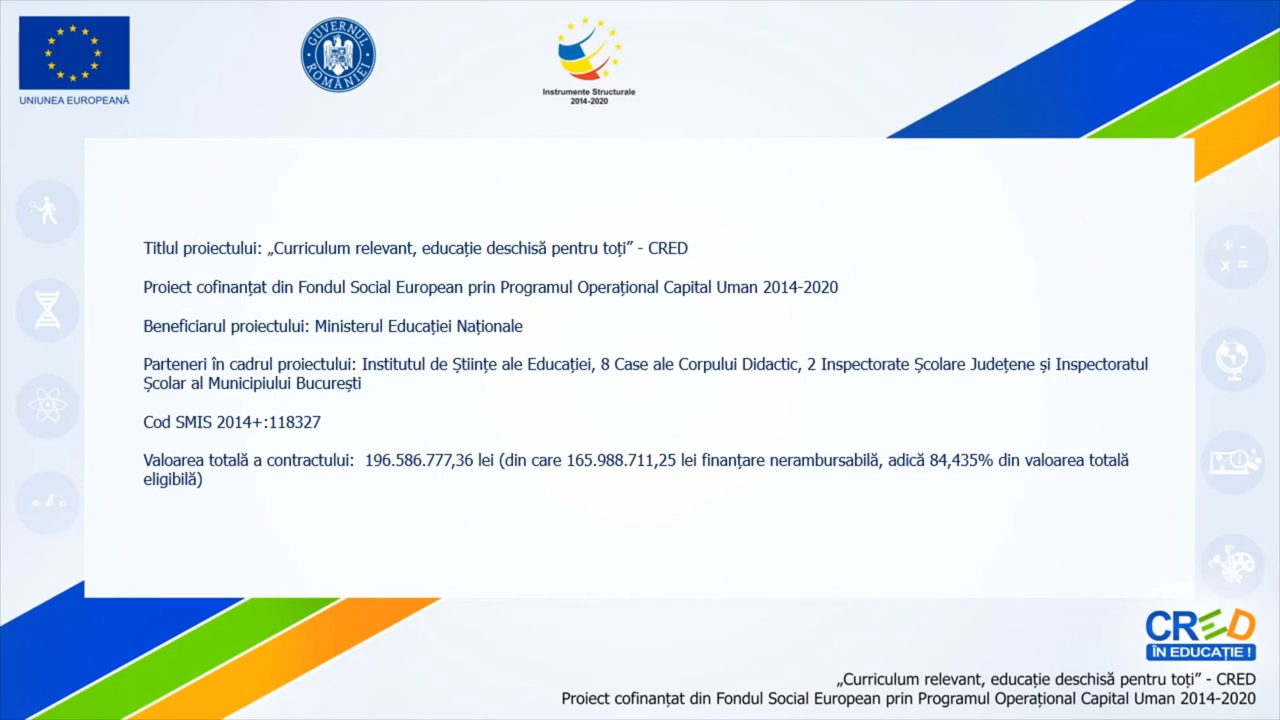 UNIUNEA EUROPEANĂ
GUVERNUL ROMÂNIEI
Instrumente Structurale
2014-2020
Titlul proiectului: „Curriculum relevant, educație deschisă pentru toți” - CRED
Proiect cofinanțat din Fondul Social European prin Programul Operațional Capital Uman 2014-2020
Beneficiarul proiectului: Ministerul Educației Naționale
Parteneri în cadrul proiectului: Institutul de Științe ale Educației, 8 Case ale Corpului Didactic, 2 Inspectorate Școlare Județene și Inspectoratul
Școlar al Municipiului București
Cod SMIS 2014+:118327
Valoarea totală a contractului:  196.586.777,36 lei (din care 165.988.711,25 lei finanțare nerambursabilă, adică 84,435% din valoarea totală
eligibilă)
+ -
x =
a b c
CRED
ÎN EDUCAȚIE !
„Curriculum relevant, educație deschisă pentru toți” - CRED
Proiect cofinanțat din Fondul Social European prin Programul Operațional Capital Uman 2014-2020